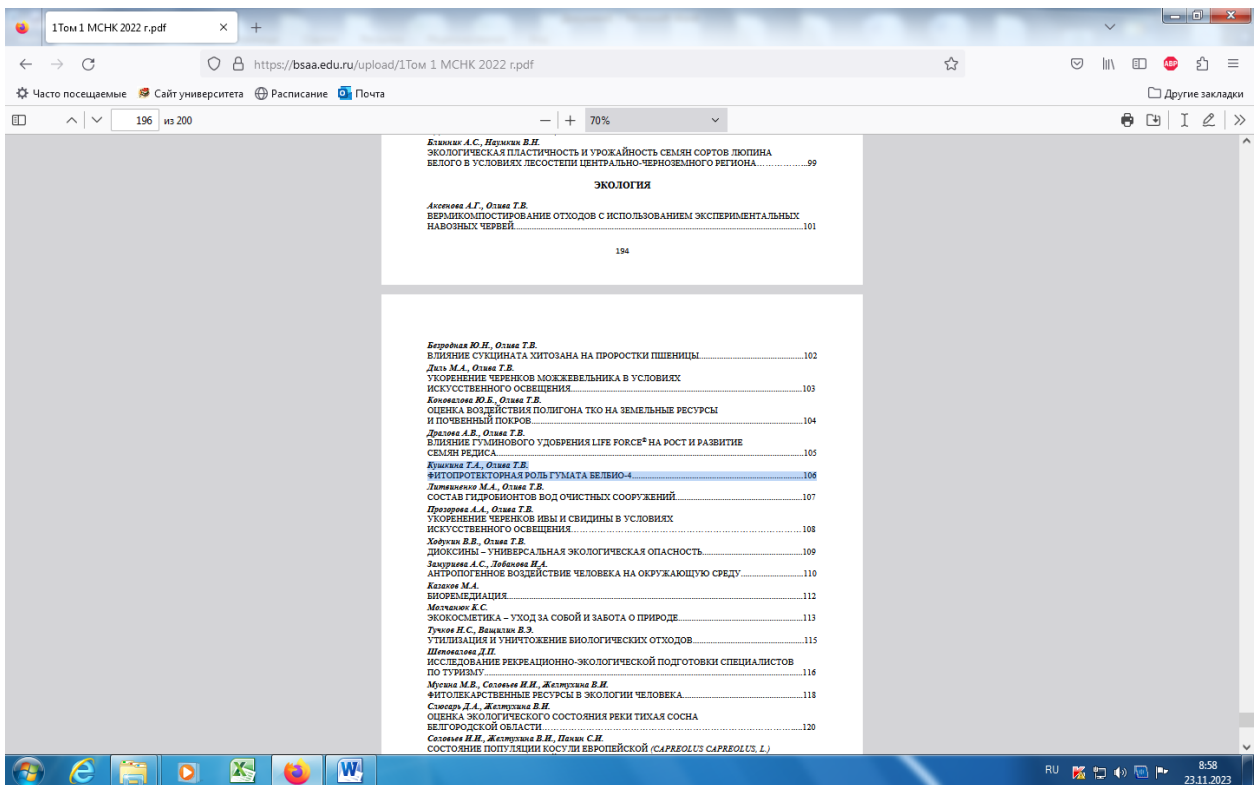 1Том 1 МСНК 2022 г.pdf
https://bsaa.edu.ru/upload/1Том 1 МСНК 2022 г.pdf
Часто посещаемые Сайт университета Расписание Почта Другие закладки
196 из 200 70%
Блинник А.С., Наумкин В.Н.
ЭКОЛОГИЧЕСКАЯ ПЛАСТИЧНОСТЬ И УРОЖАЙНОСТЬ СЕМЯН СОРТОВ ЛЮПИНА
БЕЛОГО В УСЛОВИЯХ ЛЕСОСТЕПИ ЦЕНТРАЛЬНО-ЧЕРНОЗЕМНОГО РЕГИОНА.................99
ЭКОЛОГИЯ
Аксенова А.Г., Олива Т.В.
ВЕРМИКОМПОСТИРОВАНИЕ ОТХОДОВ С ИСПОЛЬЗОВАНИЕМ ЭКСПЕРИМЕНТАЛЬНЫХ
НАВОЗНЫХ ЧЕРВЕЙ.................101
194
Безродная Ю.Н., Олива Т.В.
ВЛИЯНИЕ СУКЦИНАТА ХИТОЗАНА НА ПРОРОСТКИ ПШЕНИЦЫ.................102
Диль М.А., Олива Т.В.
УКОРЕНЕНИЕ ЧЕРЕНКОВ МОЖЖЕВЕЛЬНИКА В УСЛОВИЯХ
ИСКУССТВЕННОГО ОСВЕЩЕНИЯ.................103
Коновалова Ю.Б., Олива Т.В.
ОЦЕНКА ВОЗДЕЙСТВИЯ ПОЛИГОНА ТКО НА ЗЕМЕЛЬНЫЕ РЕСУРСЫ
И ПОЧВЕННЫЙ ПОКРОВ.................104
Дралова А.В., Олива Т.В.
ВЛИЯНИЕ ГУМИНОВОГО УДОБРЕНИЯ LIFE FORCE® НА РОСТ И РАЗВИТИЕ
СЕМЯН РЕДИСА.................105
Кушкина Т.А., Олива Т.В.
ФИТОПРОТЕКТОРНАЯ РОЛЬ ГУМАТА БЕЛБИО-4.................106
Литвиненко М.А., Олива Т.В.
СОСТАВ ГИДРОБИОНТОВ ВОД ОЧИСТНЫХ СООРУЖЕНИЙ.................107
Прозорова А.А., Олива Т.В.
УКОРЕНЕНИЕ ЧЕРЕНКОВ ИВЫ И СВИДИНЫ В УСЛОВИЯХ
ИСКУССТВЕННОГО ОСВЕЩЕНИЯ.................108
Ходукин В.В., Олива Т.В.
ДИОКСИНЫ – УНИВЕРСАЛЬНАЯ ЭКОЛОГИЧЕСКАЯ ОПАСНОСТЬ.................109
Замуриева А.С., Лобанова Н.А.
АНТРОПОГЕННОЕ ВОЗДЕЙСТВИЕ ЧЕЛОВЕКА НА ОКРУЖАЮЩУЮ СРЕДУ.................110
Казаков М.А.
БИОРЕМЕДИАЦИЯ.................112
Молчанюк К.С.
ЭКОКОСМЕТИКА – УХОД ЗА СОБОЙ И ЗАБОТА О ПРИРОДЕ.................113
Тучков Н.С., Ващилин В.Э.
УТИЛИЗАЦИЯ И УНИЧТОЖЕНИЕ БИОЛОГИЧЕСКИХ ОТХОДОВ.................115
Шеповалова Д.П.
ИССЛЕДОВАНИЕ РЕКРЕАЦИОННО-ЭКОЛОГИЧЕСКОЙ ПОДГОТОВКИ СПЕЦИАЛИСТОВ
ПО ТУРИЗМУ.................116
Мусина М.В., Соловьев И.И., Желтухина В.И.
ФИТОЛЕКАРСТВЕННЫЕ РЕСУРСЫ В ЭКОЛОГИИ ЧЕЛОВЕКА.................118
Слюсарь Д.А., Желтухина В.И.
ОЦЕНКА ЭКОЛОГИЧЕСКОГО СОСТОЯНИЯ РЕКИ ТИХАЯ СОСНА
БЕЛГОРОДСКОЙ ОБЛАСТИ.................120
Соловьев И.И., Желтухина В.И., Панин С.И.
СОСТОЯНИЕ ПОПУЛЯЦИИ КОСУЛИ ЕВРОПЕЙСКОЙ (CAPREOLUS CAPREOLUS, L.)
RU 8:58
23.11.2023